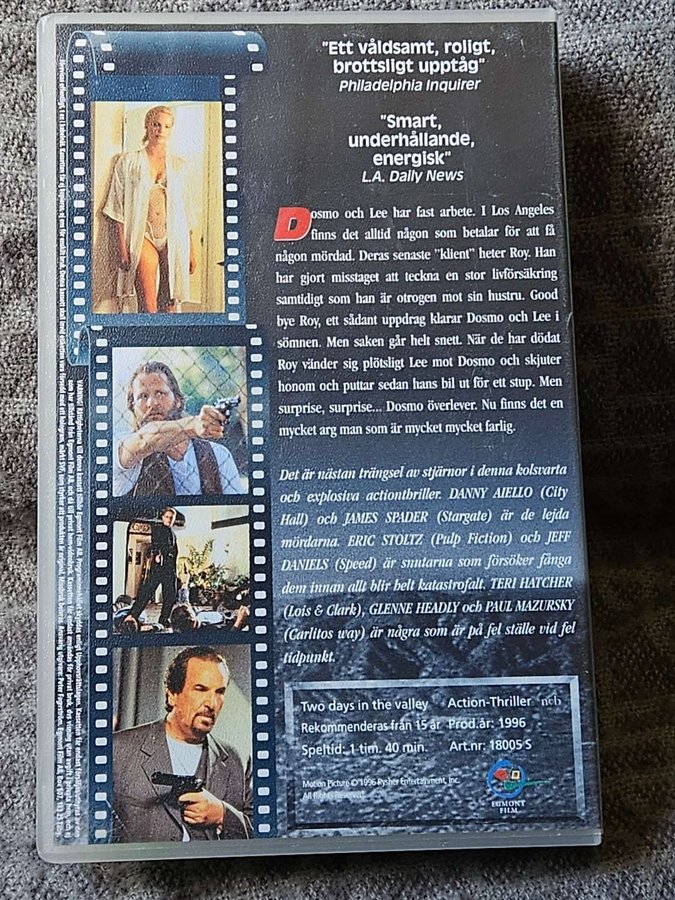 "Ett våldsamt, roligt,
brottsligt upptåg"
Philadelphia Inquirer
"Smart,
underhållande,
energisk"
L.A. Daily News
Dosmo och Lee har fast arbete. I Los Angeles
finns det alltid någon som betalar för att få
någon mördad. Deras senaste "klient" heter Roy. Han
har gjort misstaget att teckna en stor livförsäkring
samtidigt som han är otrogen mot sin hustru. Good
bye Roy, ett sådant uppdrag klarar Dosmo och Lee i
sömnen. Men saken går helt snett. När de har dödat
Roy vänder sig plötsligt Lee mot Dosmo och skjuter
honom och puttar sedan hans bil ut för ett stup. Men
surprise, surprise... Dosmo överlever. Nu finns det en
mycket arg man som är mycket mycket farlig.
Det är nästan trängsel av stjärnor i denna kolsvarta
och explosiva actionthriller. DANNY AIELLO (City
Hall) och JAMES SPADER (Stargate) är de lejda
mördarna. ERIC STOLTZ (Pulp Fiction) och JEFF
DANIELS (Speed) är snutarna som försöker fånga
dem innan allt blir helt katastrofalt. TERI HATCHER
(Lois & Clark), GLENNE HEADLY och PAUL MAZURSKY
(Carlitos way) är några som är på fel ställe vid fel
tidpunkt.
Two days in the valley Action-Thriller
Rekommenderas från 15 år Prod.år: 1996
Speltid: 1 tim. 40 min. Art.nr: 18005 S
Motion Picture ©1996 Rysher Entertainment, Inc.
All Rights Reserved
EGMONT
FILM